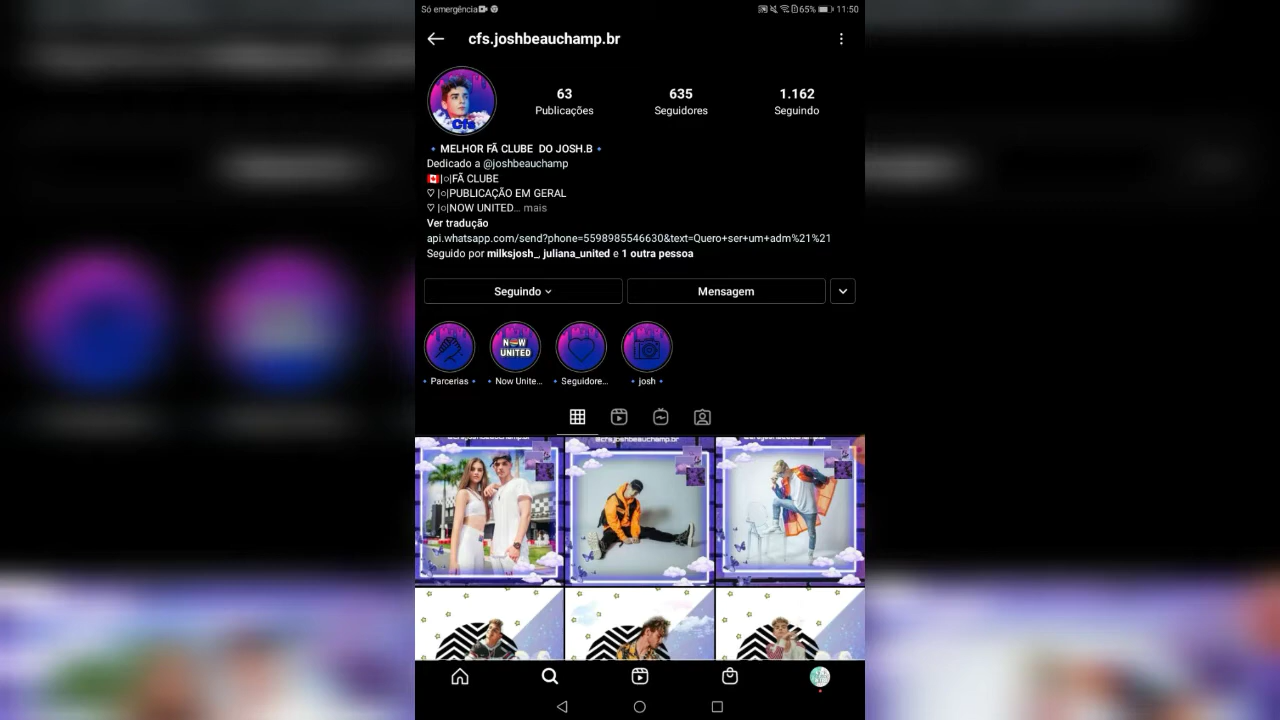 Só emergência
65%
11:50
cfs.joshbeauchamp.br
Cfs
63
635
1.162
Publicações
Seguidores
Seguindo
🔹 MELHOR FÃ CLUBE DO JOSH.B 🔹
Dedicado a @joshbeauchamp
🇨🇦|○|FÃ CLUBE
♡ |○|PUBLICAÇÃO EM GERAL
♡ |○|NOW UNITED... mais
Ver tradução
api.whatsapp.com/send?phone=5598985546630&text=Quero+ser+um+adm%21%21
Seguido por milksjosh_, juliana_united e 1 outra pessoa
Seguindo
Mensagem
NOW UNITED
🔹 Parcerias 🔹
🔹 Now Unite...
🔹 Seguidore...
🔹 josh 🔹
@cfs.joshbeauchamp.br